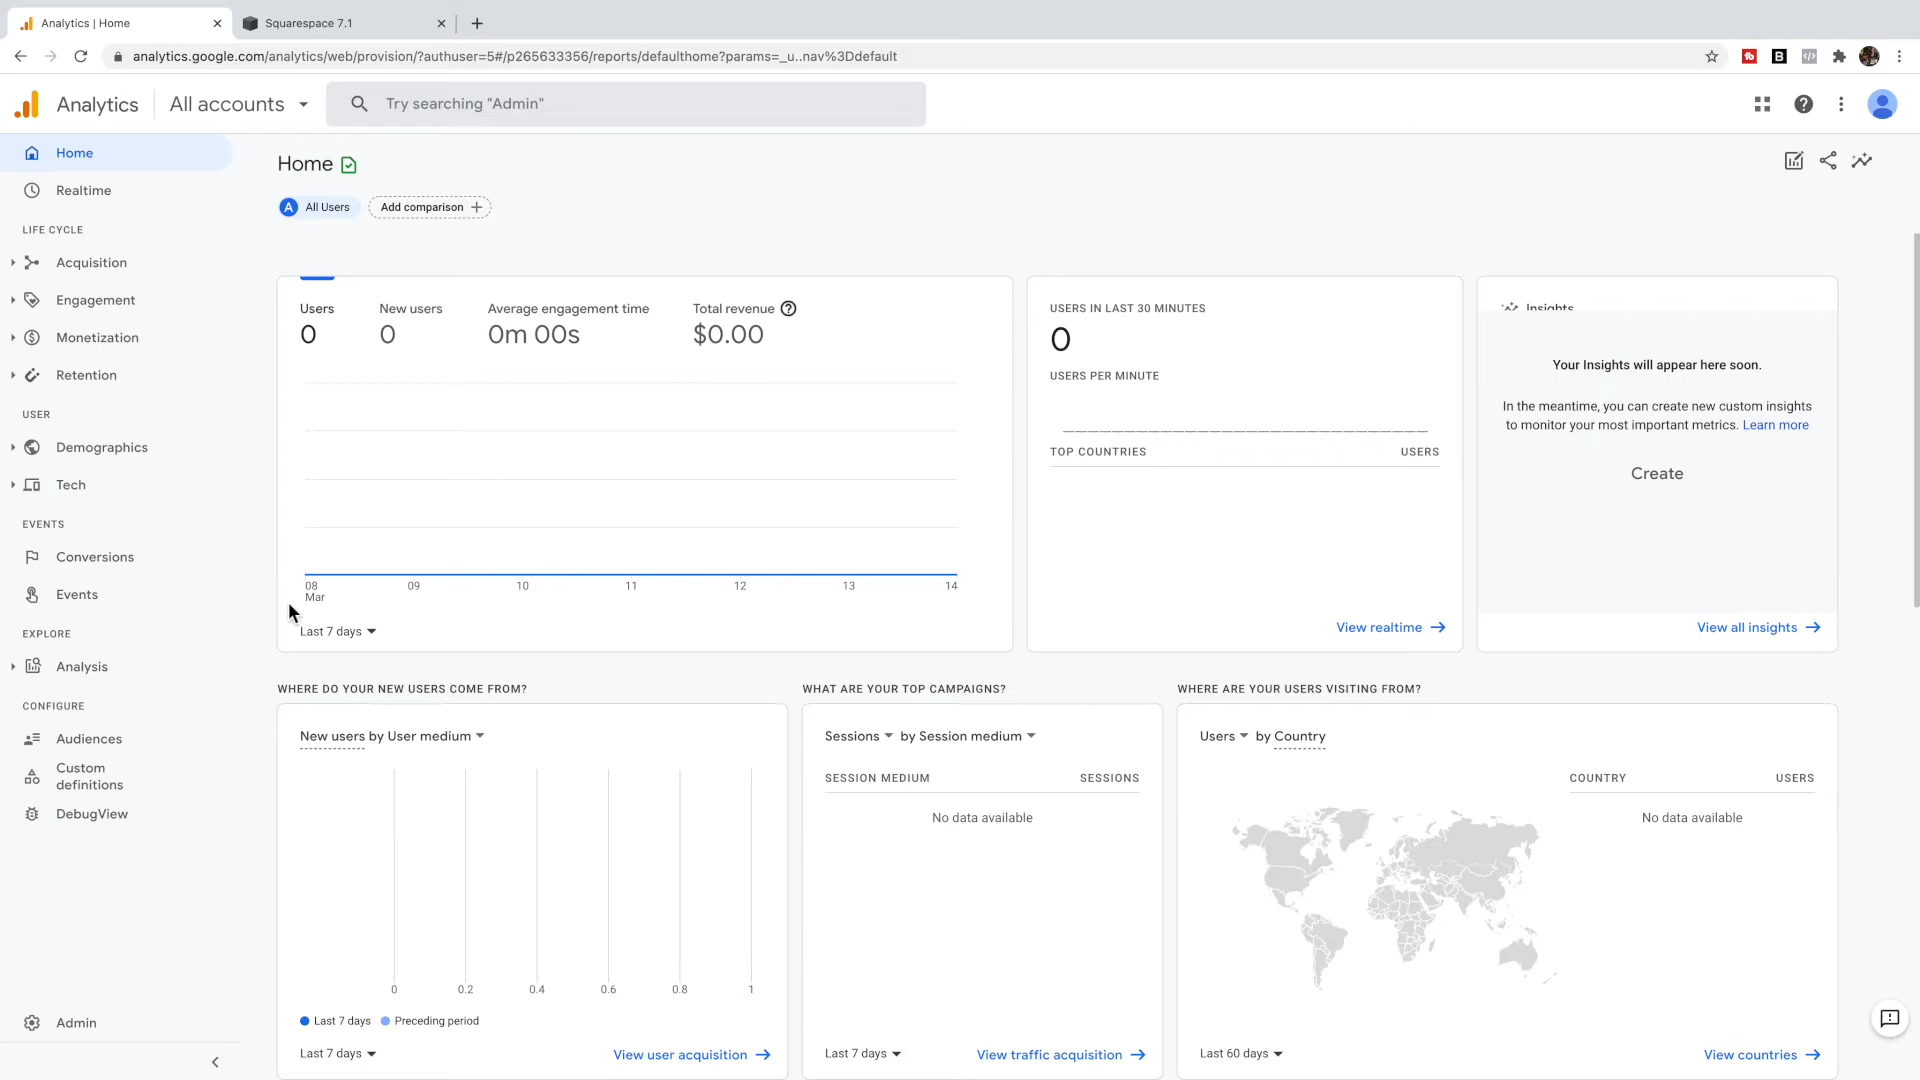 Analytics | Home
Squarespace 7.1
analytics.google.com/analytics/web/provision/?authuser=5#/p265633356/reports/defaulthome?params=_u..nav%3Ddefault
Analytics
All accounts
Try searching "Admin"
Home
Realtime
LIFE CYCLE
Acquisition
Engagement
Monetization
Retention
USER
Demographics
Tech
EVENTS
Conversions
Events
EXPLORE
Analysis
CONFIGURE
Audiences
Custom
definitions
DebugView
Admin
Home
A All Users
Add comparison
Users
0
New users
0
Average engagement time
0m 00s
Total revenue
$0.00
08
Mar
09
10
11
12
13
14
Last 7 days
USERS IN LAST 30 MINUTES
0
USERS PER MINUTE
TOP COUNTRIES USERS
View realtime
Insights
Your Insights will appear here soon.
In the meantime, you can create new custom insights
to monitor your most important metrics. Learn more
Create
View all insights
WHERE DO YOUR NEW USERS COME FROM?
New users by User medium
0 0.2 0.4 0.6 0.8 1
Last 7 days Preceding period
Last 7 days
View user acquisition
WHAT ARE YOUR TOP CAMPAIGNS?
Sessions by Session medium
SESSION MEDIUM SESSIONS
No data available
Last 7 days
View traffic acquisition
WHERE ARE YOUR USERS VISITING FROM?
Users by Country
COUNTRY USERS
No data available
Last 60 days
View countries